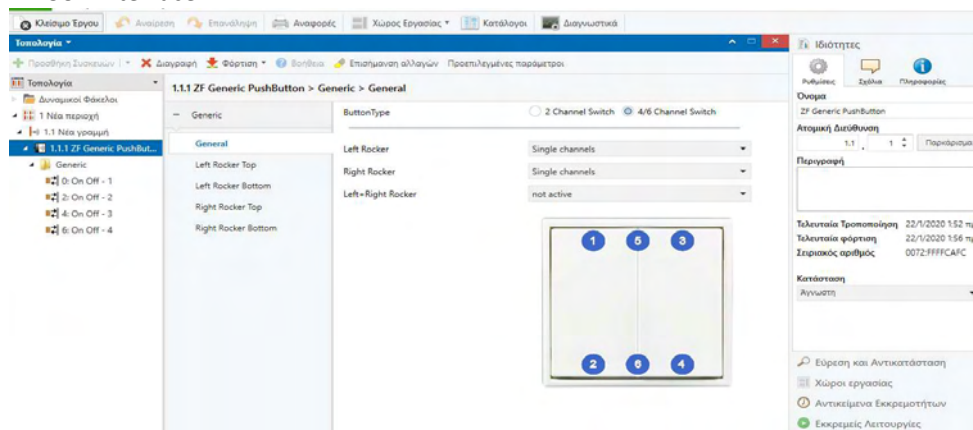 Κλείσιμο Έργου Αναίρεση Επανάληψη Αναφορές Χώρος Εργασίας Κατάλογοι Διαγνωστικά
Τοπολογία
Προσθήκη Συσκευών Διαγραφή Φόρτιση Βοήθεια Επισήμανση αλλαγών Προεπιλεγμένες παράμετροι
Τοπολογία
Δυναμικοί Φάκελοι
1 Νέα περιοχή
1.1 Νέα γραμμή
1.1.1 ZF Generic PushBut...
Generic
0: On Off - 1
2: On Off - 2
4: On Off - 3
6: On Off - 4
1.1.1 ZF Generic PushButton > Generic > General
Generic
General
Left Rocker Top
Left Rocker Bottom
Right Rocker Top
Right Rocker Bottom
ButtonType 2 Channel Switch 4/6 Channel Switch
Left Rocker Single channels
Right Rocker Single channels
Left=Right Rocker not active
1 5 3
2 6 4
Ιδιότητες
Ρυθμίσεις Σχόλια Πληροφορίες
Όνομα
ZF Generic PushButton
Ατομική Διεύθυνση
1.1 . 1 Παρκάρισμα
Περιγραφή
Τελευταία Τροποποίηση 22/1/2020 1:52 πμ
Τελευταία φόρτιση 22/1/2020 1:56 πμ
Σειριακός αριθμός 0072:FFFFCAFC
Κατάσταση
Άγνωστη
Εύρεση και Αντικατάσταση
Χώροι εργασίας
Αντικείμενα Εκκρεμοτήτων
Εκκρεμείς Λειτουργίες